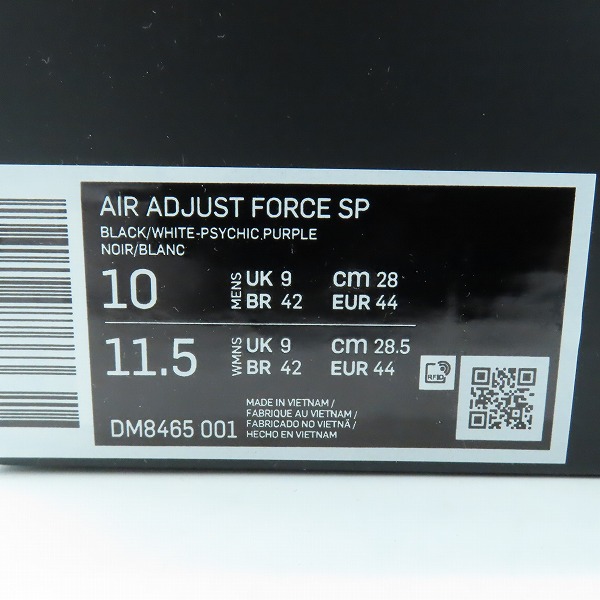 AIR ADJUST FORCE SP
BLACK/WHITE-PSYCHIC PURPLE
NOIR/BLANC
10 MENS UK 9 CM 28
BR 42 EUR 44
11.5 WMNS UK 9 CM 28.5
BR 42 EUR 44
RFID
DM8465 001
MADE IN VIETNAM /
FABRIQUE AU VIETNAM /
FABRICADO NO VIETNÃ /
HECHO EN VIETNAM